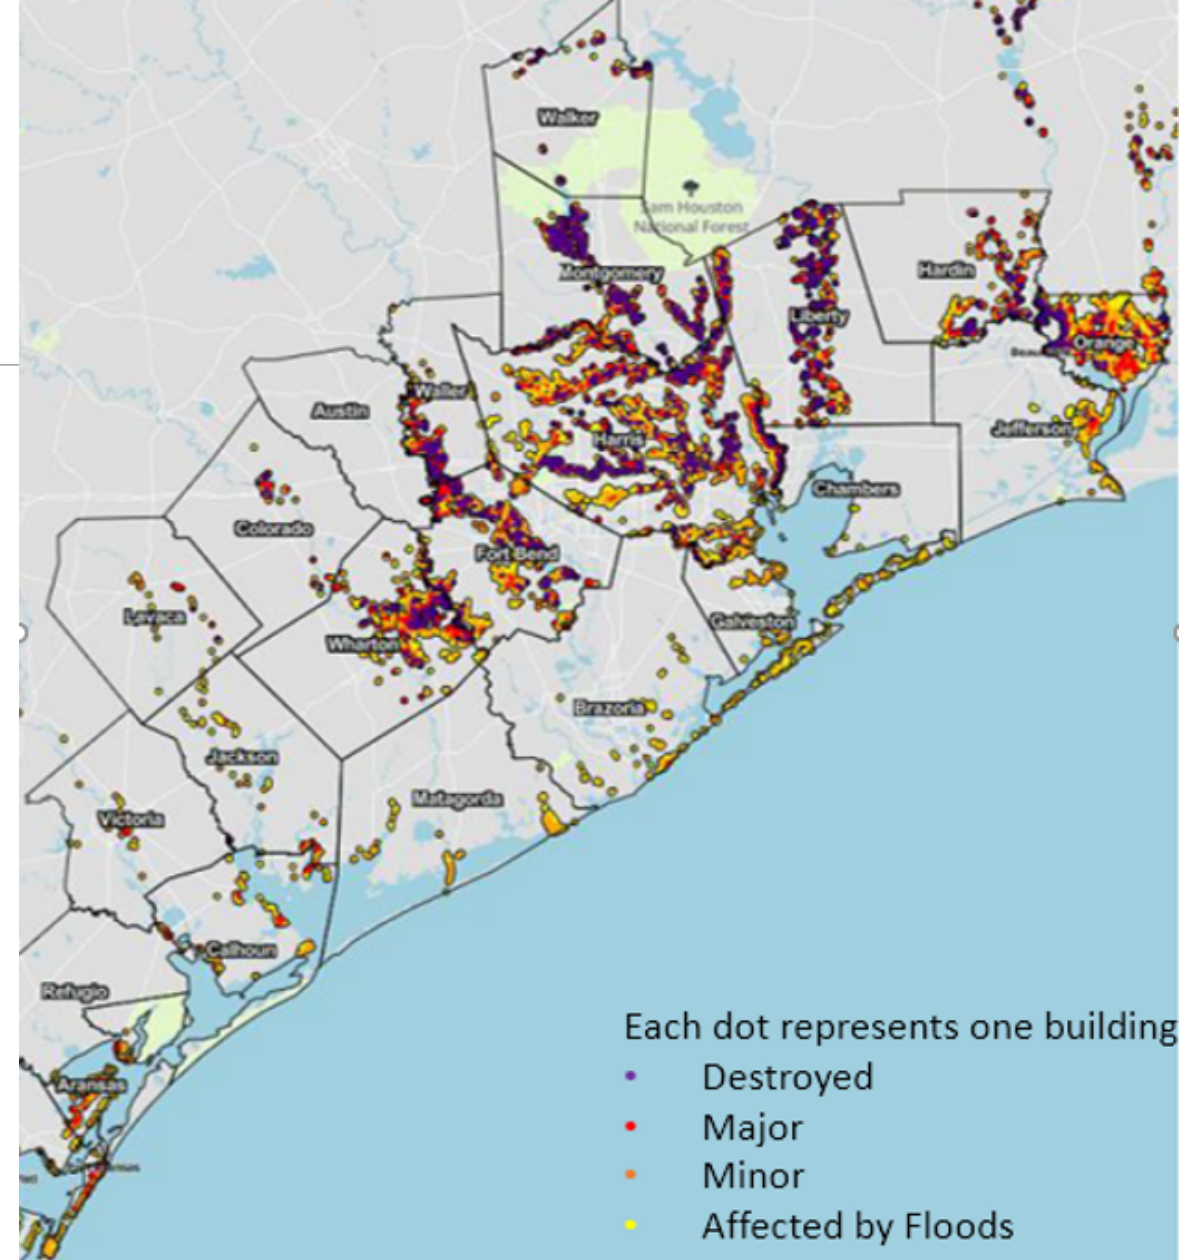 Walker
Sam Houston
National Forest
Montgomery
Hardin
Liberty
Orange
Waller
Austin
Harris
Jefferson
Chambers
Colorado
Fort Bend
Lavaca
Galveston
Wharton
Brazoria
Jackson
Matagorda
Victoria
Calhoun
Refugio
Aransas
Each dot represents one building
Destroyed
Major
Minor
Affected by Floods